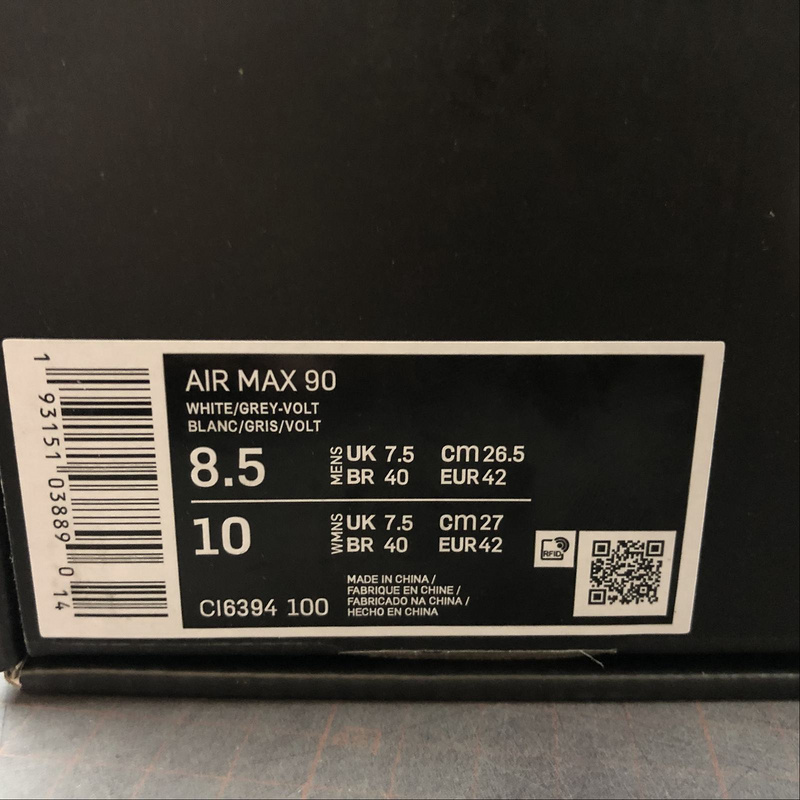 AIR MAX 90
WHITE/GREY-VOLT
BLANC/GRIS/VOLT
8.5 MENS UK 7.5 cm 26.5
BR 40 EUR 42
10 WMNS UK 7.5 cm 27
BR 40 EUR 42
RFID
CI6394 100
MADE IN CHINA /
FABRIQUE EN CHINE /
FABRICADO NA CHINA /
HECHO EN CHINA
1 93151 03889 0 14